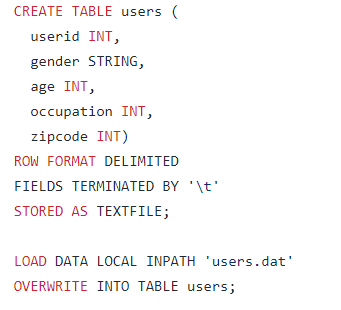 CREATE TABLE users (
  userid INT,
  gender STRING,
  age INT,
  occupation INT,
  zipcode INT)
ROW FORMAT DELIMITED
FIELDS TERMINATED BY '\t'
STORED AS TEXTFILE;

LOAD DATA LOCAL INPATH 'users.dat'
OVERWRITE INTO TABLE users;